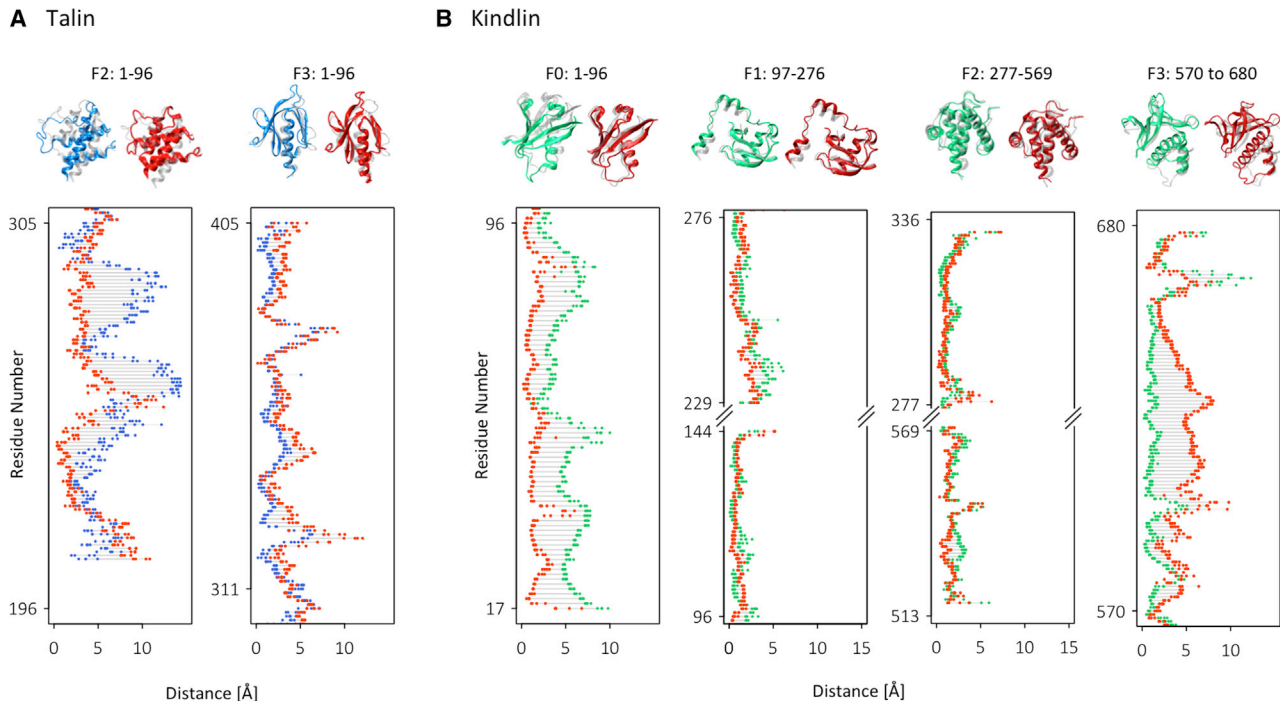 A Talin
B Kindlin
F2: 1-96
F3: 1-96
F0: 1-96
F1: 97-276
F2: 277-569
F3: 570 to 680
Residue Number
305
196
0 5 10
405
311
0 5 10
Distance [Å]
Residue Number
96
17
0 5 10
276
229
144
96
0 5 10 15
336
277
569
513
0 5 10 15
680
570
0 5 10
Distance [Å]